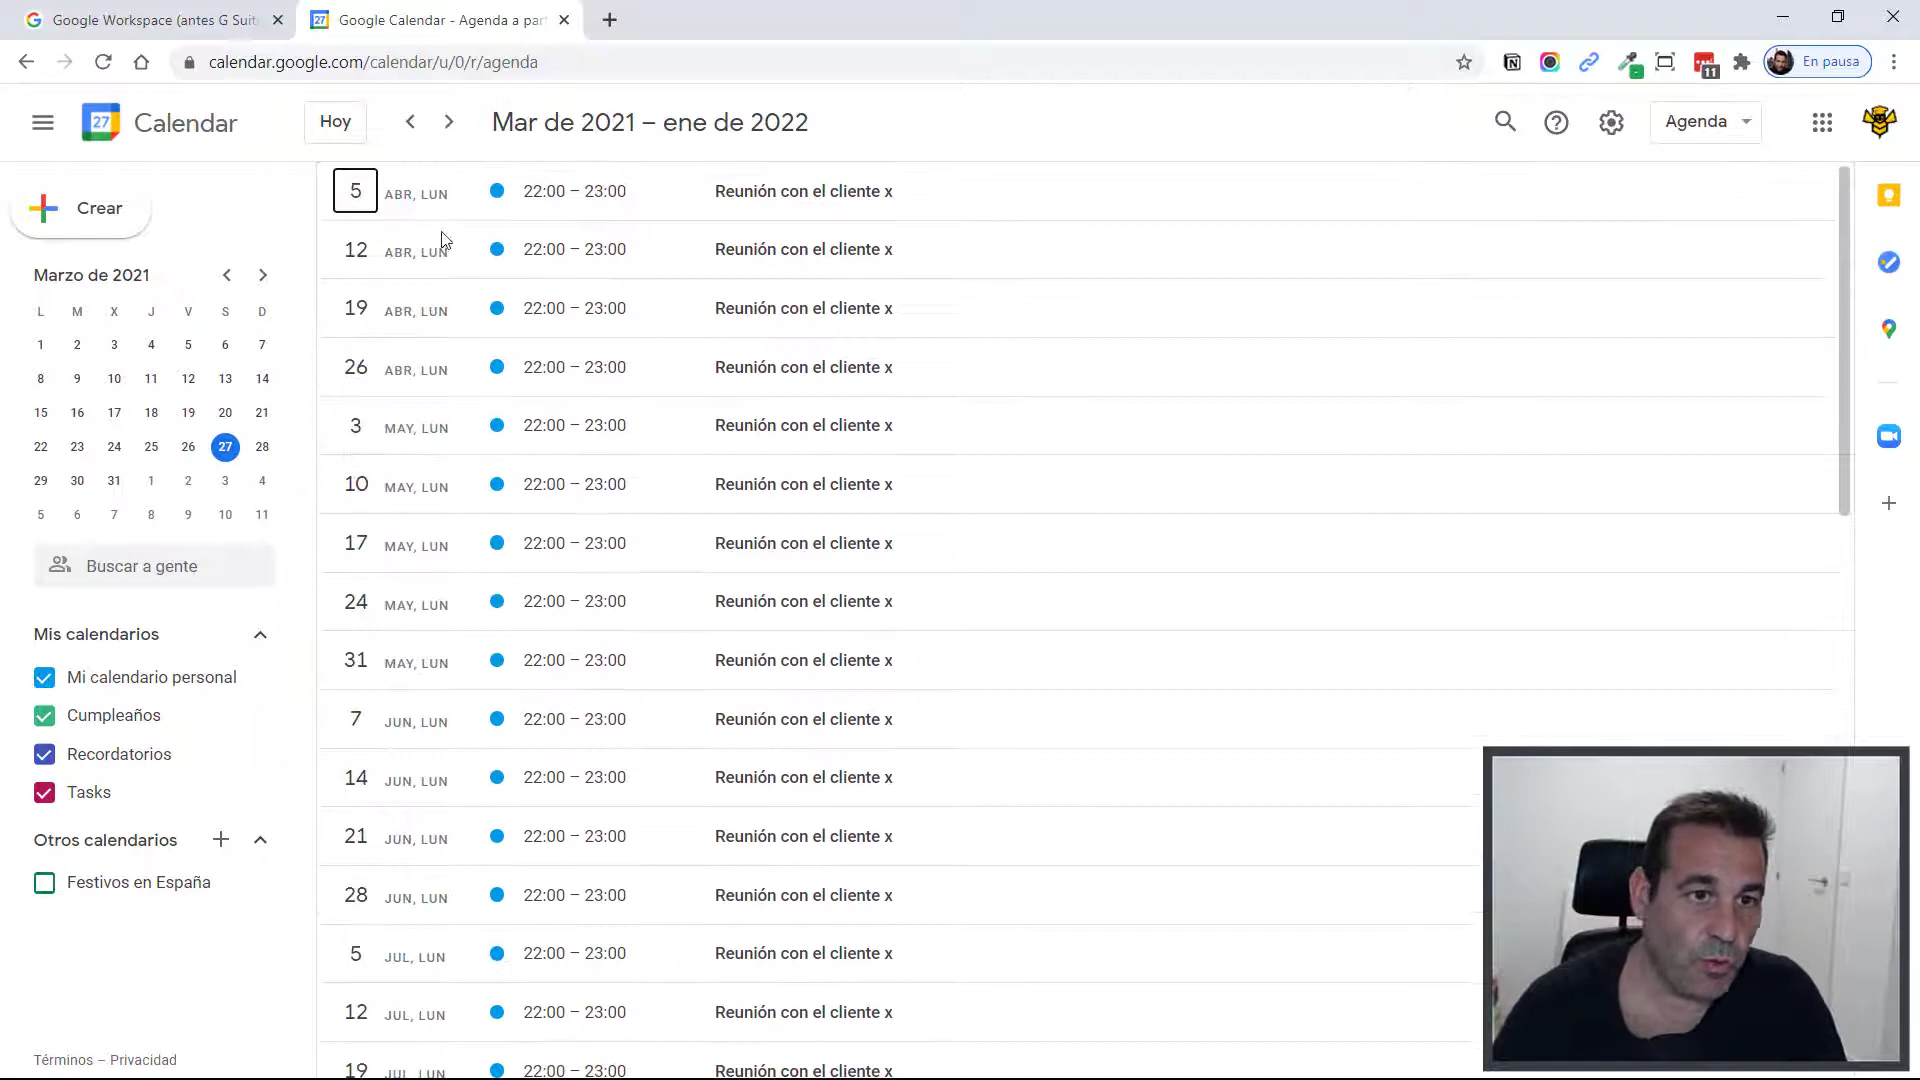 Google Workspace (antes G Suit
Google Calendar - Agenda a part
calendar.google.com/calendar/u/0/r/agenda
11
En pausa
27
Calendar
Hoy
Mar de 2021 – ene de 2022
Agenda
Crear
Marzo de 2021
L M X J V S D
1 2 3 4 5 6 7
8 9 10 11 12 13 14
15 16 17 18 19 20 21
22 23 24 25 26 27 28
29 30 31 1 2 3 4
5 6 7 8 9 10 11
Buscar a gente
Mis calendarios
Mi calendario personal
Cumpleaños
Recordatorios
Tasks
Otros calendarios
Festivos en España
Términos – Privacidad
5 ABR, LUN 22:00 – 23:00 Reunión con el cliente x
12 ABR, LUN 22:00 – 23:00 Reunión con el cliente x
19 ABR, LUN 22:00 – 23:00 Reunión con el cliente x
26 ABR, LUN 22:00 – 23:00 Reunión con el cliente x
3 MAY, LUN 22:00 – 23:00 Reunión con el cliente x
10 MAY, LUN 22:00 – 23:00 Reunión con el cliente x
17 MAY, LUN 22:00 – 23:00 Reunión con el cliente x
24 MAY, LUN 22:00 – 23:00 Reunión con el cliente x
31 MAY, LUN 22:00 – 23:00 Reunión con el cliente x
7 JUN, LUN 22:00 – 23:00 Reunión con el cliente x
14 JUN, LUN 22:00 – 23:00 Reunión con el cliente x
21 JUN, LUN 22:00 – 23:00 Reunión con el cliente x
28 JUN, LUN 22:00 – 23:00 Reunión con el cliente x
5 JUL, LUN 22:00 – 23:00 Reunión con el cliente x
12 JUL, LUN 22:00 – 23:00 Reunión con el cliente x
19 JUL, LUN 22:00 – 23:00 Reunión con el cliente x